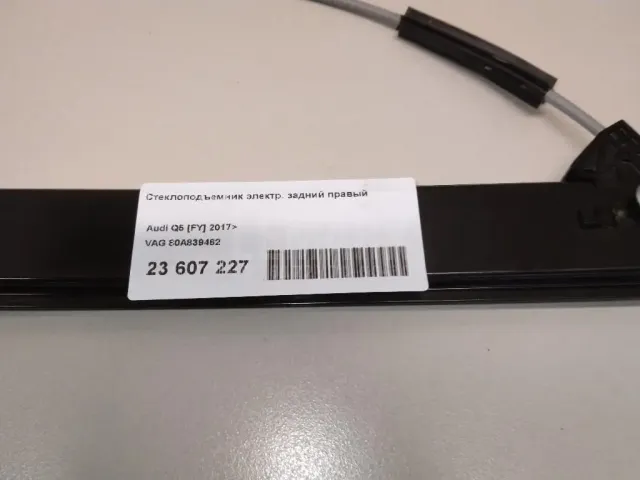 Стеклоподъемник электр. задний правый
Audi Q5 [FY] 2017>
VAG 80A839462
23 607 227